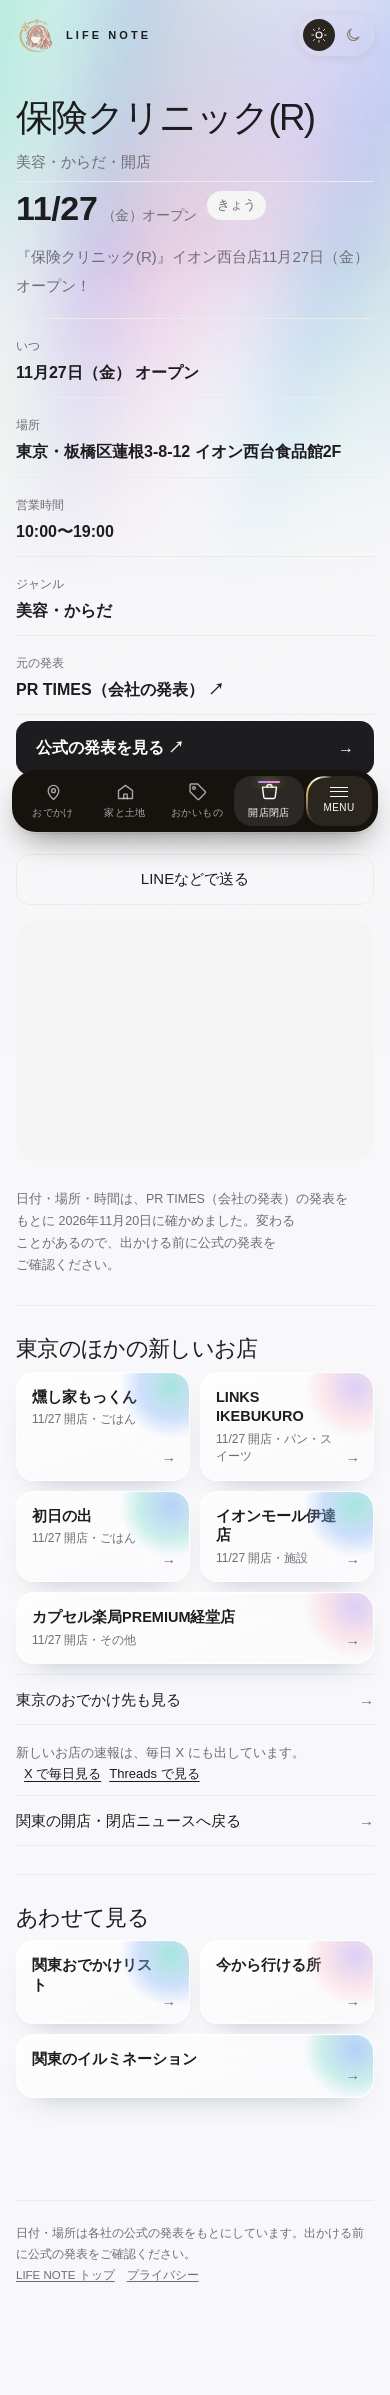 LIFE NOTE
保険クリニック(R)
美容・からだ・開店
11/27 （金）オープン きょう
『保険クリニック(R)』イオン西台店11月27日（金）
オープン！
いつ
11月27日（金） オープン
場所
東京・板橋区蓮根3-8-12 イオン西台食品館2F
営業時間
10:00〜19:00
ジャンル
美容・からだ
元の発表
PR TIMES（会社の発表） ↗
公式の発表を見る ↗ →
おでかけ 家と土地 おかいもの 開店閉店 MENU
LINEなどで送る
日付・場所・時間は、PR TIMES（会社の発表）の発表を
もとに 2026年11月20日に確かめました。変わる
ことがあるので、出かける前に公式の発表を
ご確認ください。
東京のほかの新しいお店
燻し家もっくん
11/27 開店・ごはん
→
LINKS
IKEBUKURO
11/27 開店・パン・ス
イーツ
→
初日の出
11/27 開店・ごはん
→
イオンモール伊達
店
11/27 開店・施設
→
カプセル楽局PREMIUM経堂店
11/27 開店・その他
→
東京のおでかけ先も見る →
新しいお店の速報は、毎日 X にも出しています。
X で毎日見る Threads で見る
関東の開店・閉店ニュースへ戻る →
あわせて見る
関東おでかけリス
ト
→
今から行ける所
→
関東のイルミネーション
→
日付・場所は各社の公式の発表をもとにしています。出かける前
に公式の発表をご確認ください。
LIFE NOTE トップ プライバシー